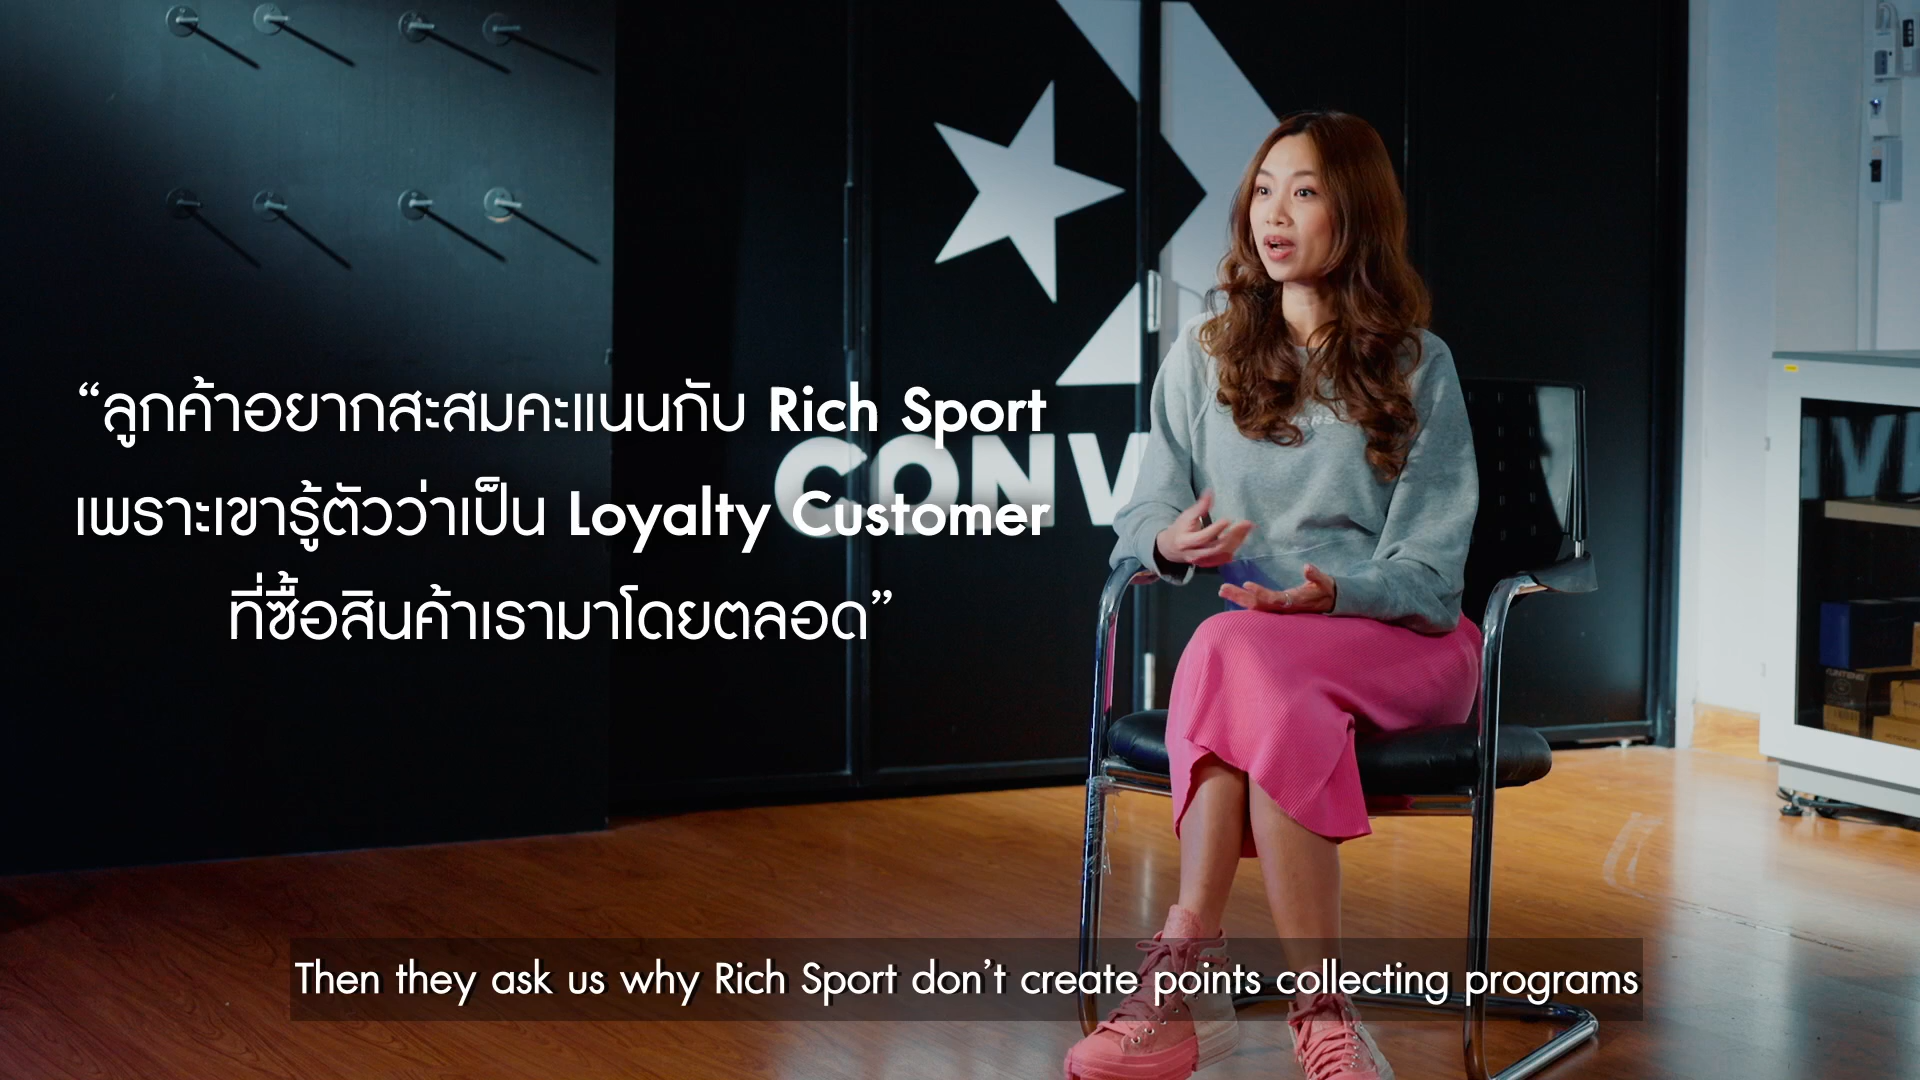 “ลูกค้าอยากสะสมคะแนนกับ Rich Sport
เพราะเขารู้ตัวว่าเป็น Loyalty Customer
ที่ซื้อสินค้าเรามาโดยตลอด”
CONV
Then they ask us why Rich Sport don’t create points collecting programs